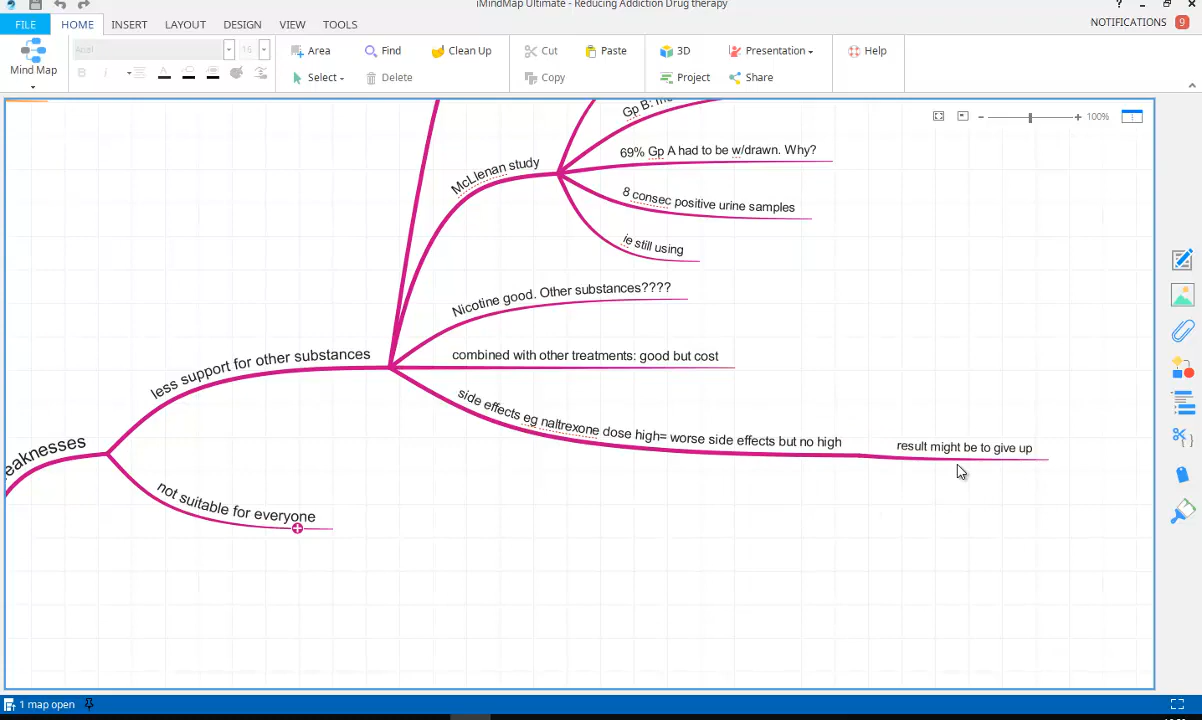 iMindMap Ultimate - Reducing Addiction Drug therapy
?
FILE HOME INSERT LAYOUT DESIGN VIEW TOOLS
NOTIFICATIONS 9
Mind Map
Arial 15
B i
Area Select
Find Delete
Clean Up
Cut Copy
Paste
3D Project
Presentation Share
Help
100%
Gp B:
McLlenan study
69% Gp A had to be w/drawn. Why?
8 consec positive urine samples
ie still using
Nicotine good. Other substances????
less support for other substances
combined with other treatments: good but cost
side effects eg naltrexone dose high= worse side effects but no high
result might be to give up
eaknesses
not suitable for everyone
1 map open